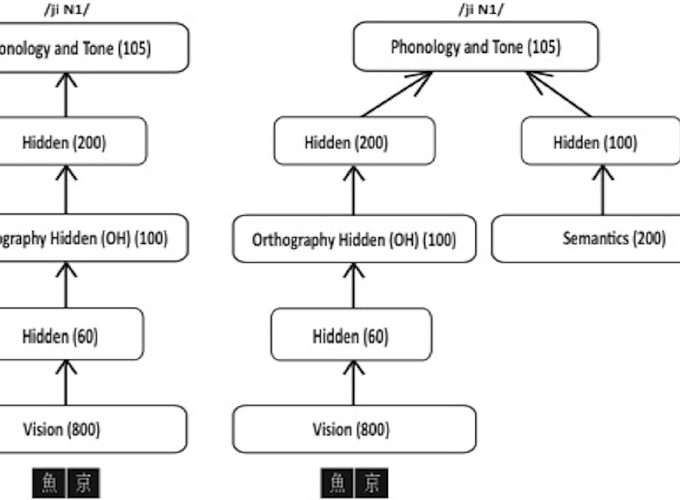 /ji N1/
onology and Tone (105)
Hidden (200)
ography Hidden (OH) (100)
Hidden (60)
Vision (800)
魚 京
/ji N1/
Phonology and Tone (105)
Hidden (200)
Hidden (100)
Orthography Hidden (OH) (100)
Semantics (200)
Hidden (60)
Vision (800)
魚 京